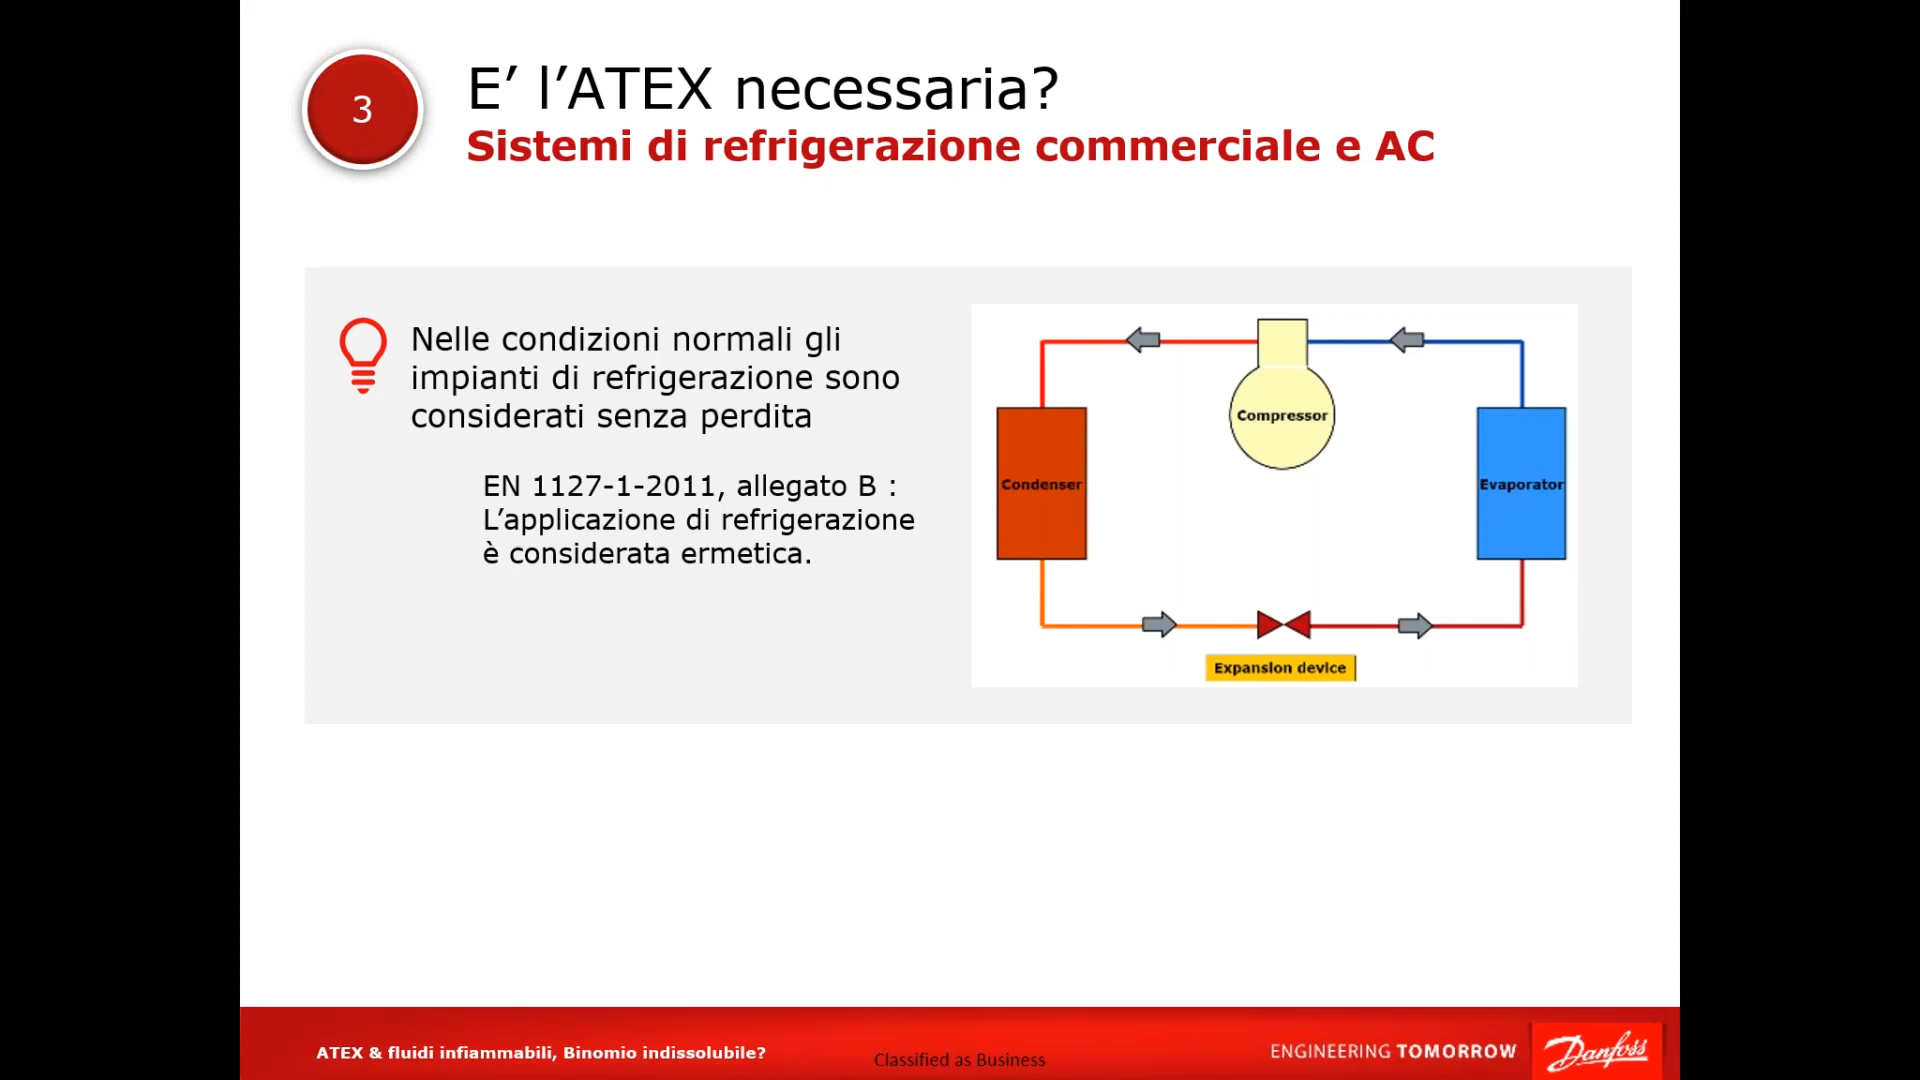 3
E’ l’ATEX necessaria?
Sistemi di refrigerazione commerciale e AC
Nelle condizioni normali gli
impianti di refrigerazione sono
considerati senza perdita
EN 1127-1-2011, allegato B :
L’applicazione di refrigerazione
è considerata ermetica.
Compressor
Condenser
Evaporator
Expansion device
ATEX & fluidi infiammabili, Binomio indissolubile?
Classified as Business
ENGINEERING TOMORROW
Danfoss